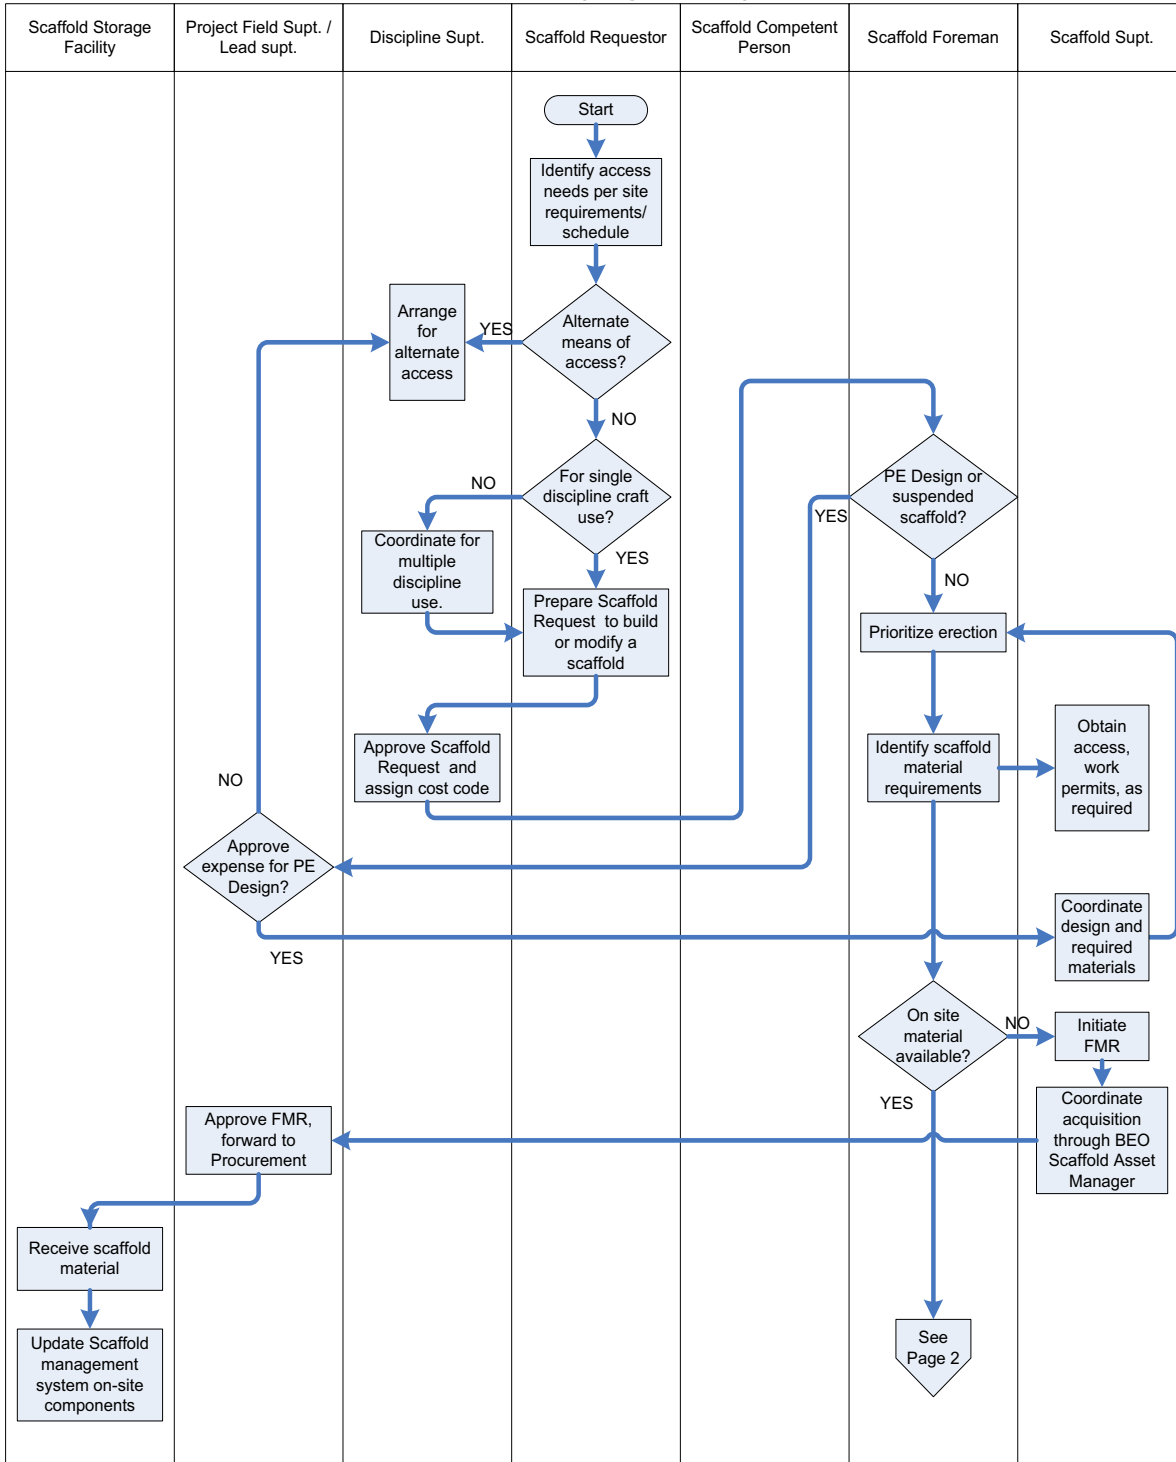 Scaffold Storage
Facility
Project Field Supt. /
Lead supt.
Discipline Supt.
Scaffold Requestor
Scaffold Competent
Person
Scaffold Foreman
Scaffold Supt.
Start
Identify access
needs per site
requirements/
schedule
Arrange
for
alternate
access
YES
Alternate
means of
access?
NO
For single
discipline craft
use?
NO
YES
Coordinate for
multiple
discipline
use.
Prepare Scaffold
Request to build
or modify a
scaffold
PE Design or
suspended
scaffold?
YES
NO
Prioritize erection
Approve Scaffold
Request and
assign cost code
Identify scaffold
material
requirements
Obtain
access,
work
permits, as
required
NO
Approve
expense for PE
Design?
YES
Coordinate
design and
required
materials
On site
material
available?
NO
YES
Initiate
FMR
Coordinate
acquisition
through BEO
Scaffold Asset
Manager
Approve FMR,
forward to
Procurement
Receive scaffold
material
Update Scaffold
management
system on-site
components
See
Page 2